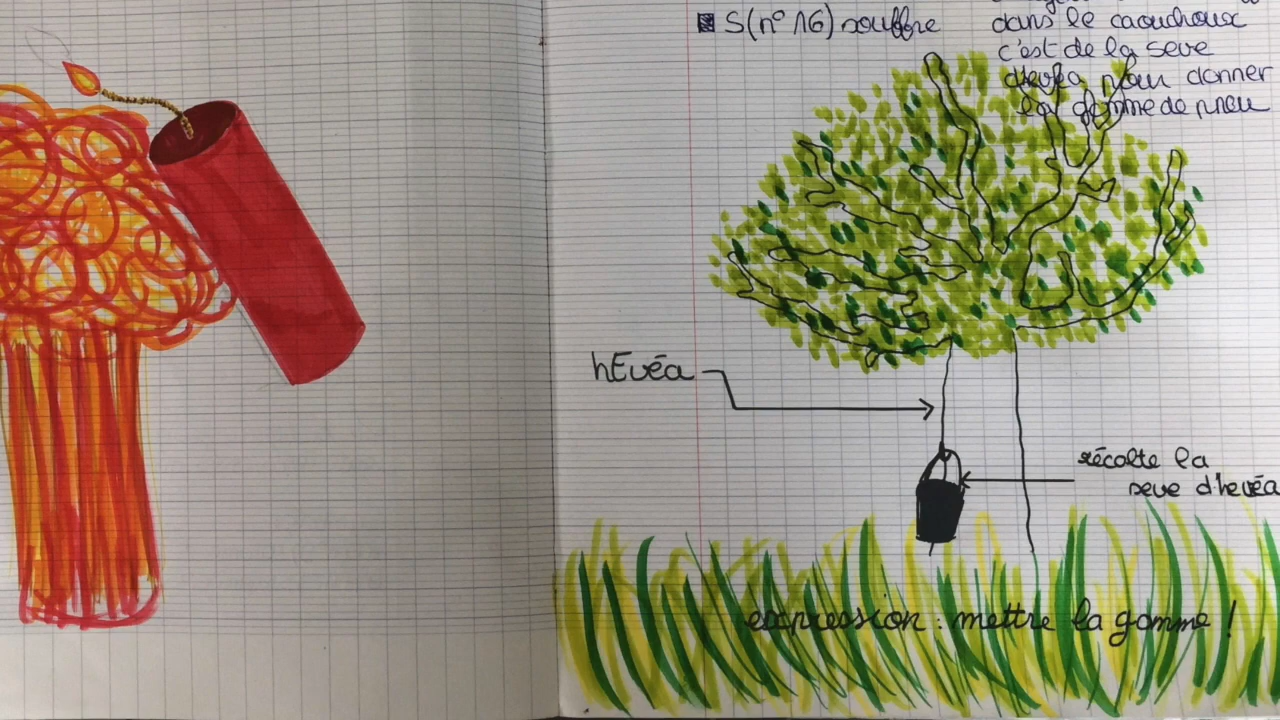 S(n° 16) souffre
dans le caouchoux
c'est de la seve
d'hevéa pour donner
la gomme de pneu
hEvéa
récolte la
seve d'hevéa
expression : mettre la gomme !